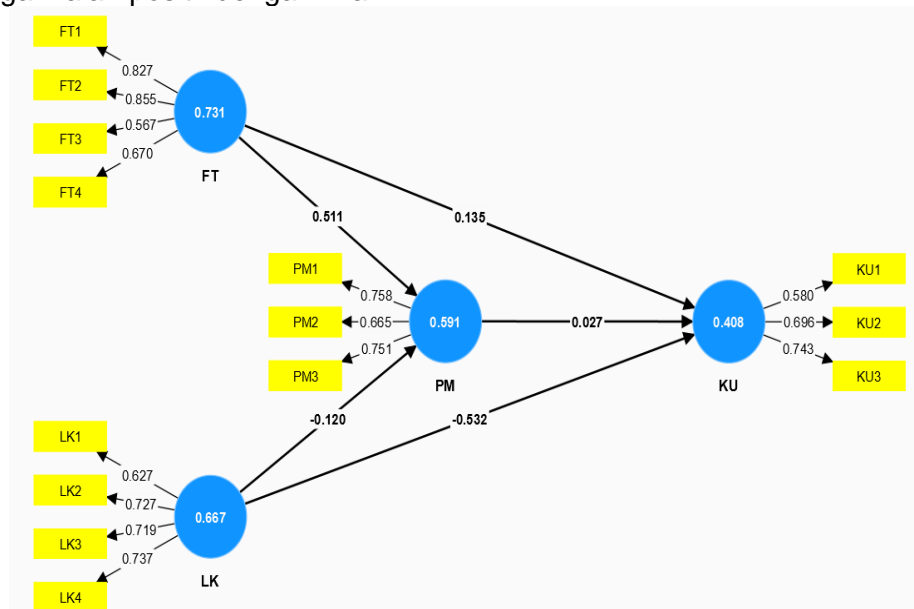 FT1
0.827
FT2
0.855
0.731
0.567
FT3
0.670
FT4
FT
0.511
0.135
PM1
KU1
0.758
0.580
PM2
0.665
0.591
0.027
0.408
0.696
KU2
0.751
0.743
PM3
PM
KU
KU3
-0.120
-0.532
LK1
0.627
LK2
0.727
0.667
0.719
LK3
0.737
LK
LK4